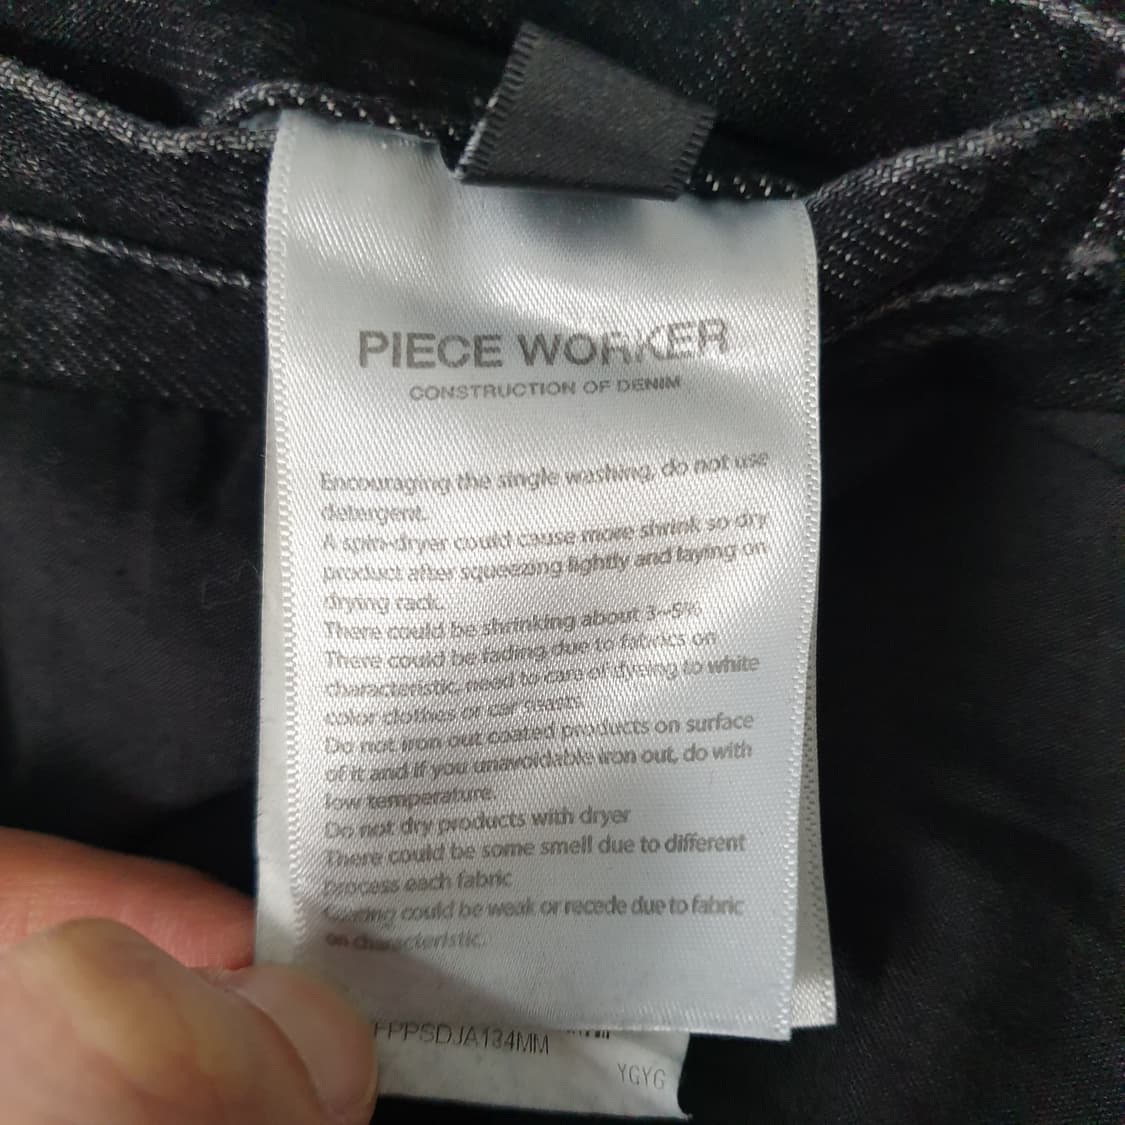 PIECE WORKER
CONSTRUCTION OF DENIM
Encouraging the single washing, do not use
detergent.
A spin-dryer could cause more shrink so dry
product after squeezing lightly and laying on
drying rack.
There could be shrinking about 3~5%
There could be fading due to fabrics on
characteristic, need to care of dyeing to white
color clothes or car seats.
Do not iron out coated products on surface
of it and if you unavoidable iron out, do with
low temperature.
Do not dry products with dryer
There could be some smell due to different
process each fabric
could be weak or recede due to fabric
on characteristic.
PPSDJA134MM
YGYG